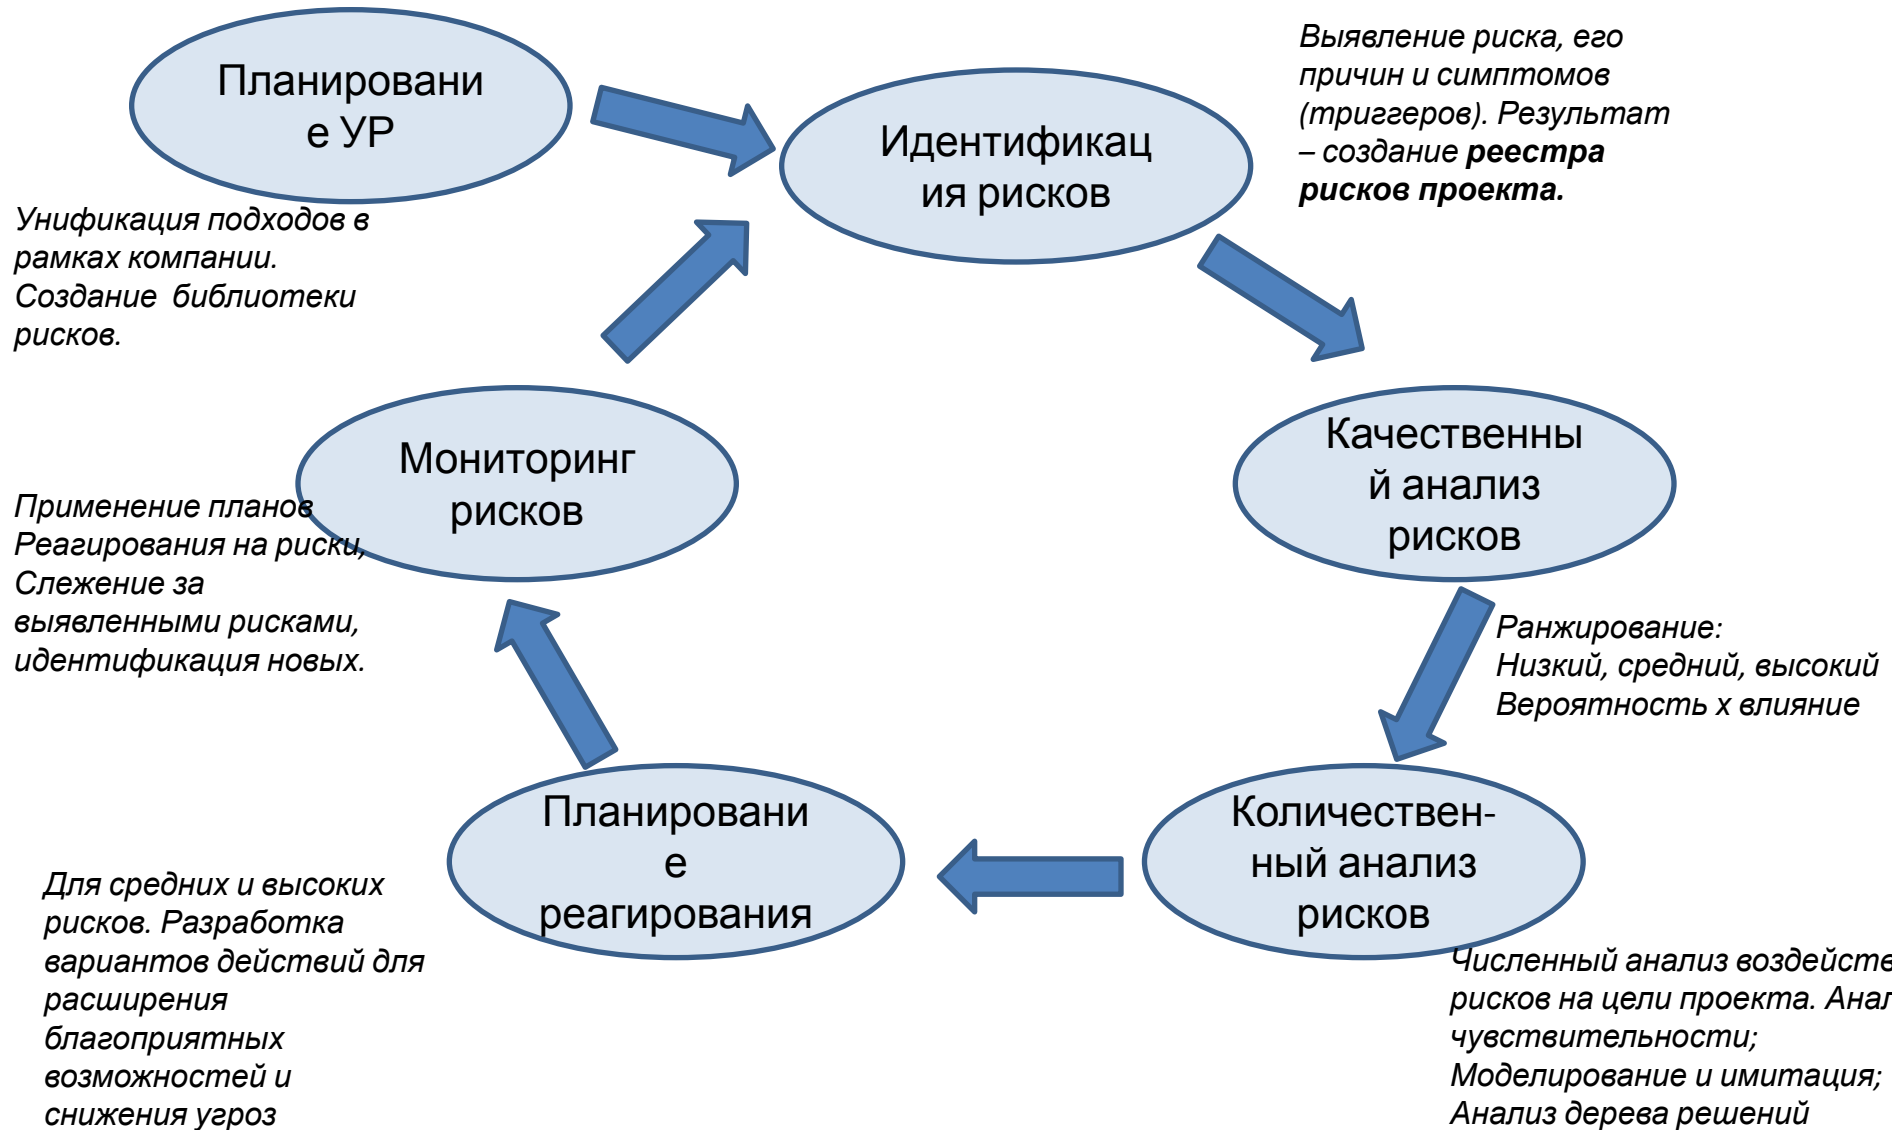 Планировани
е УР
Идентификац
ия рисков
Выявление риска, его
причин и симптомов
(триггеров). Результат
– создание реестра
рисков проекта.
Унификация подходов в
рамках компании.
Создание библиотеки
рисков.
Мониторинг
рисков
Качественны
й анализ
рисков
Применение планов
Реагирования на риски,
Слежение за
выявленными рисками,
идентификация новых.
Ранжирование:
Низкий, средний, высокий
Вероятность х влияние
Планировани
е
реагирования
Количествен-
ный анализ
рисков
Для средних и высоких
рисков. Разработка
вариантов действий для
расширения
благоприятных
возможностей и
снижения угроз
Численный анализ воздейств
рисков на цели проекта. Анал
чувствительности;
Моделирование и имитация;
Анализ дерева решений